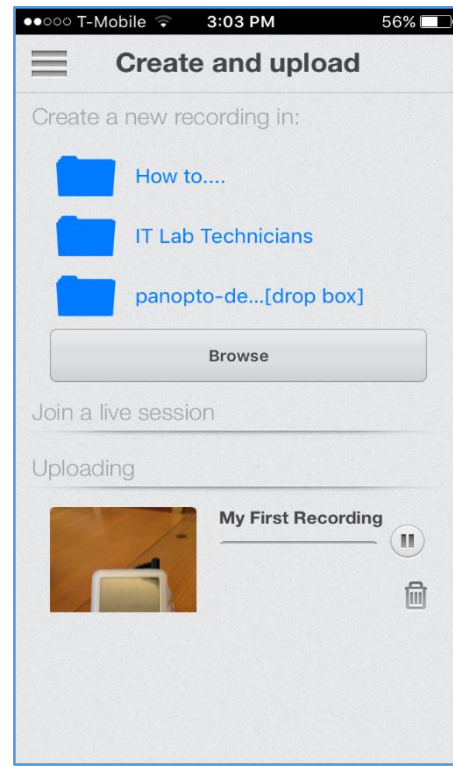 T-Mobile 3:03 PM 56%
Create and upload
Create a new recording in:
How to....
IT Lab Technicians
panopto-de...[drop box]
Browse
Join a live session
Uploading
My First Recording